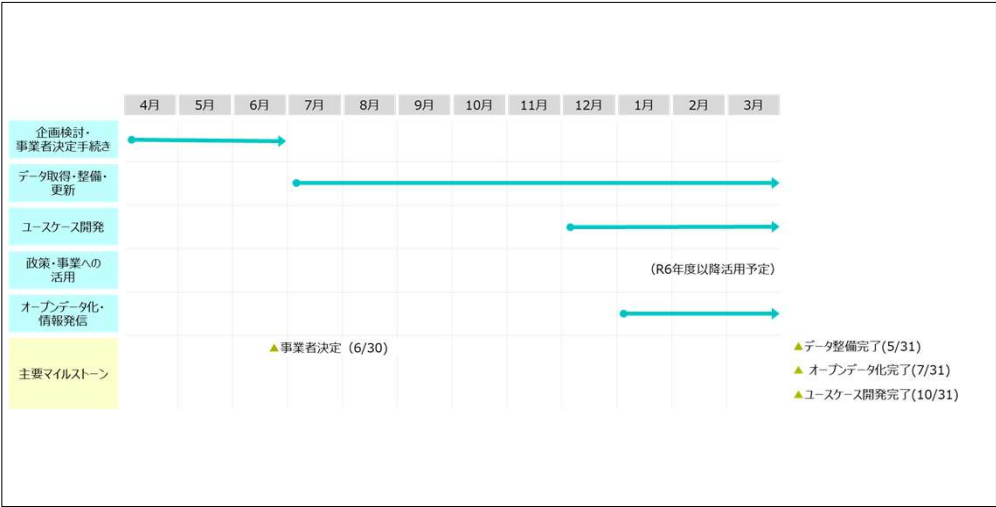 4月 5月 6月 7月 8月 9月 10月 11月 12月 1月 2月 3月
企画検討・
事業者決定手続き
データ取得・整備・
更新
ユースケース開発
政策・事業への
活用
(R6年度以降活用予定)
オープンデータ化・
情報発信
主要マイルストーン
▲事業者決定（6/30）
▲データ整備完了(5/31)
▲ オープンデータ化完了(7/31)
▲ユースケース開発完了(10/31)